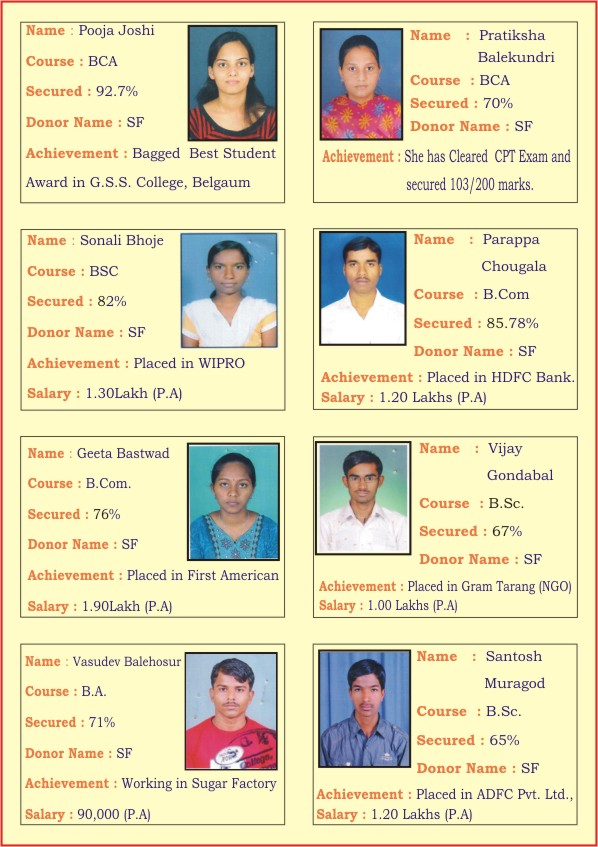 Name : Pooja Joshi
Course : BCA
Secured : 92.7%
Donor Name : SF
Achievement : Bagged Best Student
Award in G.S.S. College, Belgaum
Name : Pratiksha
Balekundri
Course : BCA
Secured : 70%
Donor Name : SF
Achievement : She has Cleared CPT Exam and
secured 103/200 marks.
Name : Sonali Bhoje
Course : BSC
Secured : 82%
Donor Name : SF
Achievement : Placed in WIPRO
Salary : 1.30Lakh (P.A)
Name : Parappa
Chougala
Course : B.Com
Secured : 85.78%
Donor Name : SF
Achievement : Placed in HDFC Bank.
Salary : 1.20 Lakhs (P.A)
Name : Geeta Bastwad
Course : B.Com.
Secured : 76%
Donor Name : SF
Achievement : Placed in First American
Salary : 1.90Lakh (P.A)
Name : Vijay
Gondabal
Course : B.Sc.
Secured : 67%
Donor Name : SF
Achievement : Placed in Gram Tarang (NGO)
Salary : 1.00 Lakhs (P.A)
Name : Vasudev Balehosur
Course : B.A.
Secured : 71%
Donor Name : SF
Achievement : Working in Sugar Factory
Salary : 90,000 (P.A)
Name : Santosh
Muragod
Course : B.Sc.
Secured : 65%
Donor Name : SF
Achievement : Placed in ADFC Pvt. Ltd.,
Salary : 1.20 Lakhs (P.A)